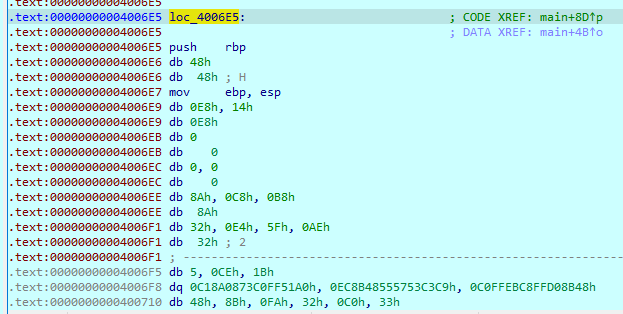 .text:00000000004006E5
.text:00000000004006E5 loc_4006E5: ; CODE XREF: main+8D↑p
.text:00000000004006E5 ; DATA XREF: main+4B↑o
.text:00000000004006E5 push rbp
.text:00000000004006E6 db 48h
.text:00000000004006E6 db 48h ; H
.text:00000000004006E7 mov ebp, esp
.text:00000000004006E9 db 0E8h, 14h
.text:00000000004006E9 db 0E8h
.text:00000000004006EB db 0
.text:00000000004006EB db 0
.text:00000000004006EC db 0, 0
.text:00000000004006EC db 0
.text:00000000004006EE db 8Ah, 0C8h, 0B8h
.text:00000000004006EE db 8Ah
.text:00000000004006F1 db 32h, 0E4h, 5Fh, 0AEh
.text:00000000004006F1 db 32h ; 2
.text:00000000004006F1 ; ---------------------------------------------------------------------------
.text:00000000004006F5 db 5, 0CEh, 1Bh
.text:00000000004006F8 dq 0C18A0873C0FF51A0h, 0EC8B48555753C3C9h, 0C0FFEBC8FFD08B48h
.text:0000000000400710 db 48h, 8Bh, 0FAh, 32h, 0C0h, 33h